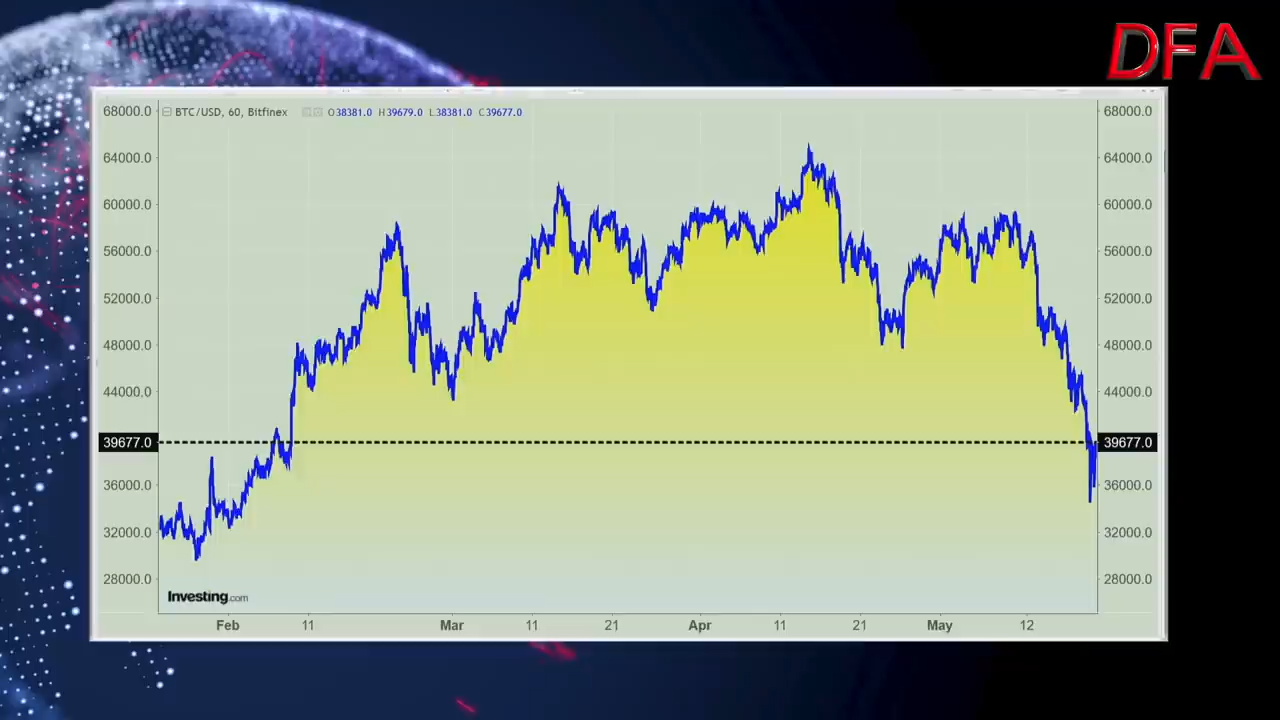 DFA
BTC/USD, 60, Bitfinex O38381.0 H39679.0 L38381.0 C39677.0
68000.0 68000.0
64000.0 64000.0
60000.0 60000.0
56000.0 56000.0
52000.0 52000.0
48000.0 48000.0
44000.0 44000.0
39677.0 39677.0
36000.0 36000.0
32000.0 32000.0
28000.0 28000.0
Investing.com
Feb 11 Mar 11 21 Apr 11 21 May 12